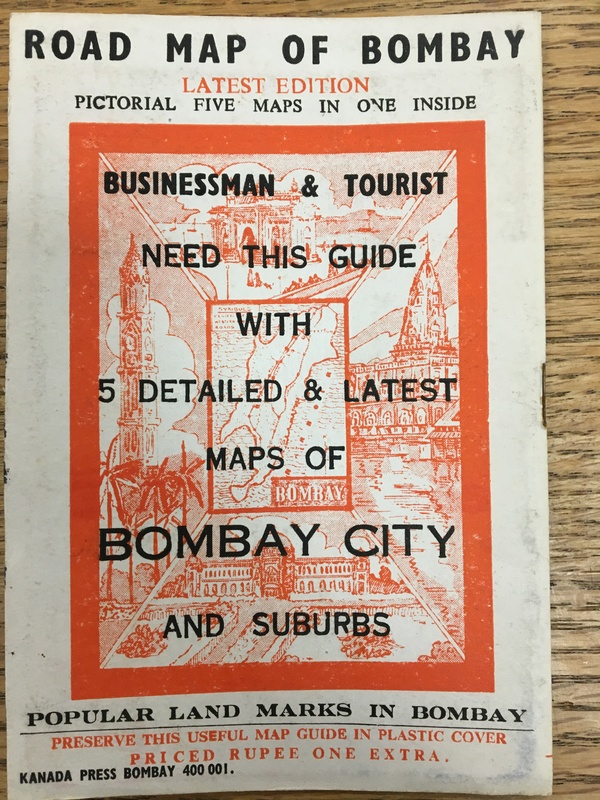 ROAD MAP OF BOMBAY
LATEST EDITION
PICTORIAL FIVE MAPS IN ONE INSIDE
BUSINESSMAN & TOURIST
NEED THIS GUIDE
WITH
5 DETAILED & LATEST
MAPS OF
BOMBAY
BOMBAY CITY
AND SUBURBS
POPULAR LAND MARKS IN BOMBAY
PRESERVE THIS USEFUL MAP GUIDE IN PLASTIC COVER
PRICED RUPEE ONE EXTRA.
KANADA PRESS BOMBAY 400 001.